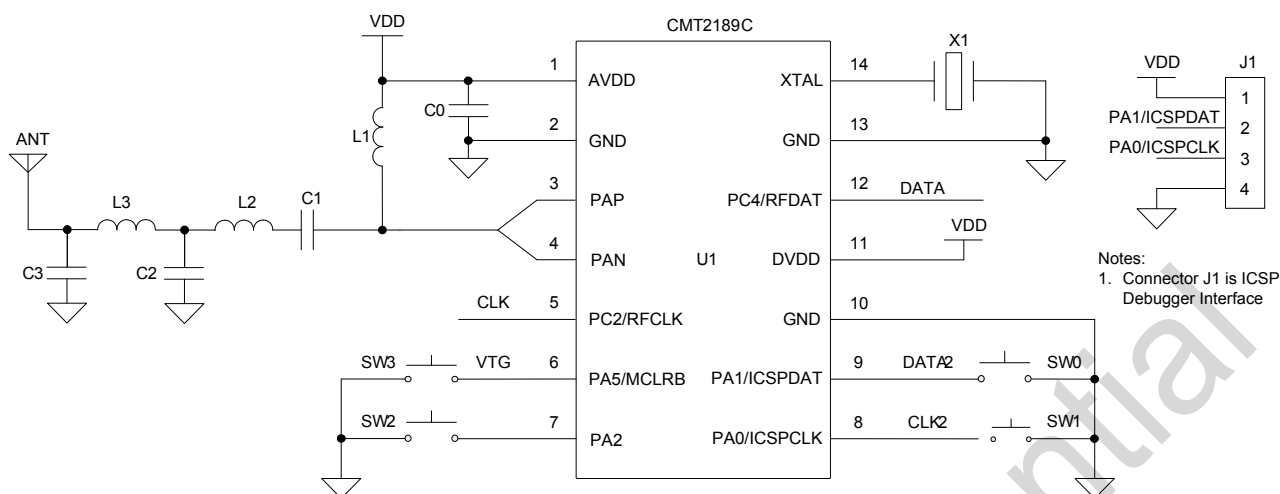 CMT2189C
VDD
X1
J1
1 AVDD
XTAL 14
VDD
1
C0
PA1/ICSPDAT
2
L1
2 GND
GND 13
PA0/ICSPCLK
3
ANT
4
3 PAP
PC4/RFDAT 12 DATA
L3
L2
C1
VDD
4 PAN
U1
DVDD 11
C3
C2
Notes:
1. Connector J1 is ICSP
Debugger Interface
CLK 5 PC2/RFCLK
GND 10
SW3 VTG 6 PA5/MCLRB
PA1/ICSPDAT 9 DATA2 SW0
SW2 7 PA2
PA0/ICSPCLK 8 CLK2 SW1